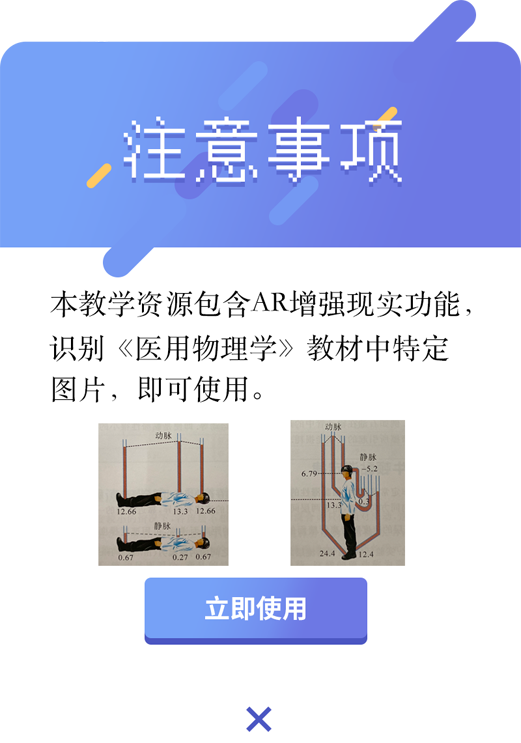 注意事项
本教学资源包含AR增强现实功能，
识别《医用物理学》教材中特定
图片，即可使用。
动脉
12.66 13.3 12.66
静脉
0.67 0.27 0.67
动脉
静脉
-5.2
6.79
13.3
24.4 12.4
立即使用